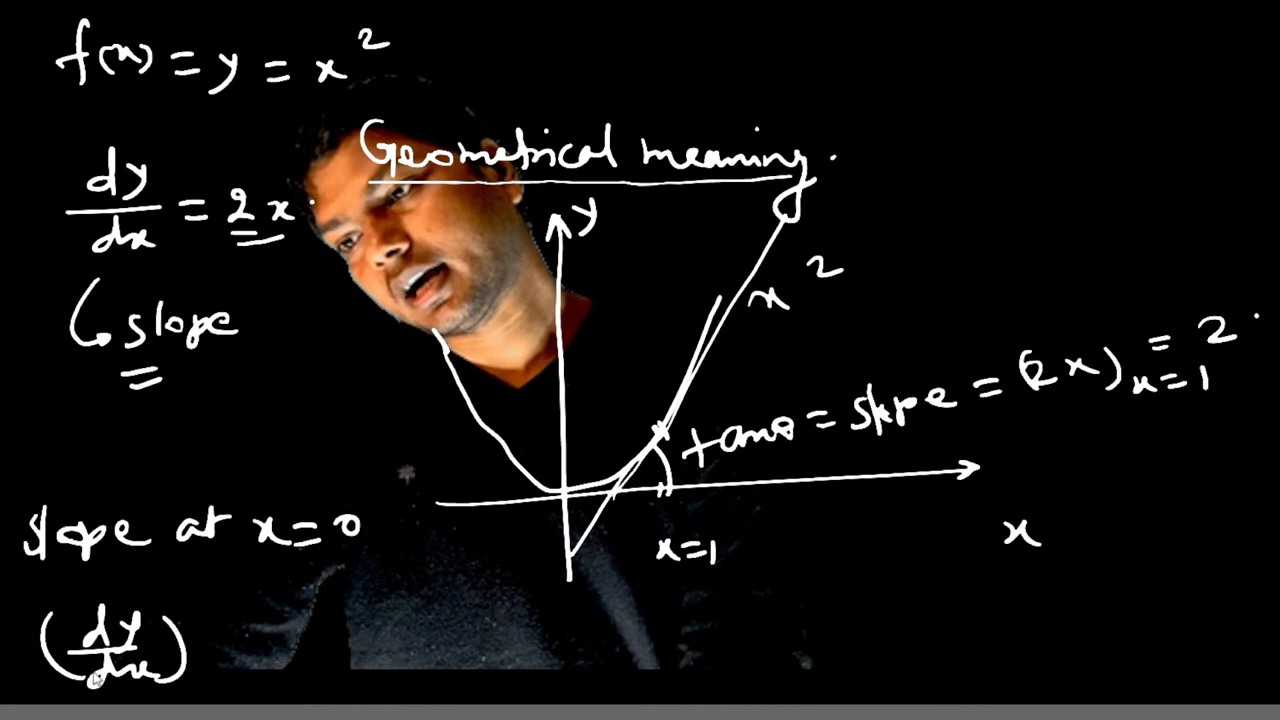 f(x) = y = x²
Geometrical meaning.
dy/dx = 2x.
↳ slope
y
x²
tanθ = slope = (2x)ₓ₌₁ = 2.
x=1
x
slope at x=0
(dy/dx)